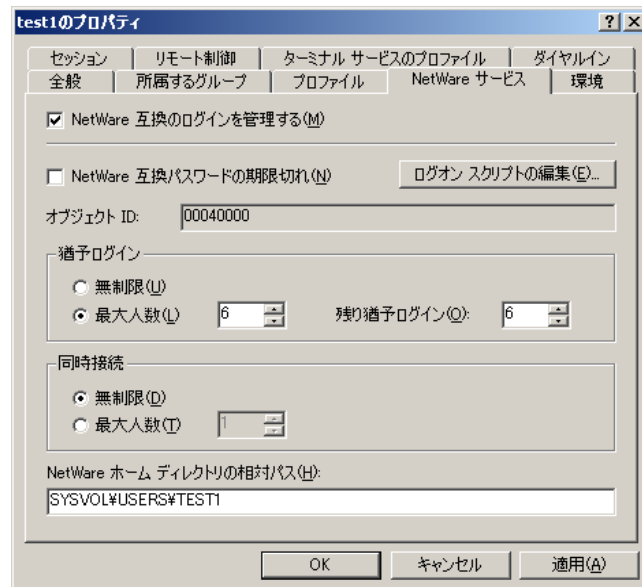 test1のプロパティ
セッション リモート制御 ターミナル サービスのプロファイル ダイヤルイン
全般 所属するグループ プロファイル NetWare サービス 環境
NetWare 互換のログインを管理する(M)
NetWare 互換パスワードの期限切れ(N) ログオン スクリプトの編集(E)...
オブジェクト ID: 00040000
猶予ログイン
無制限(U)
最大人数(L) 6 残り猶予ログイン(O): 6
同時接続
無制限(D)
最大人数(T) 1
NetWare ホーム ディレクトリの相対パス(H):
SYSVOL¥USERS¥TEST1
OK キャンセル 適用(A)